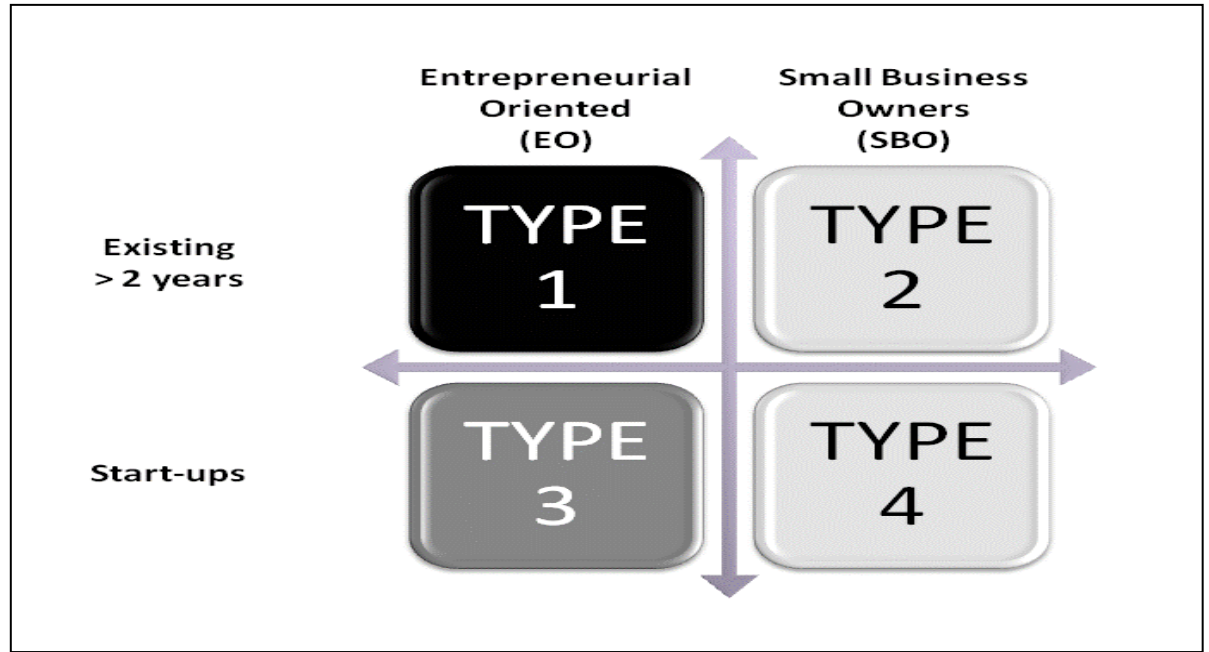 Entrepreneurial
Oriented
(EO)
Small Business
Owners
(SBO)
Existing
> 2 years
TYPE
1
TYPE
2
Start-ups
TYPE
3
TYPE
4